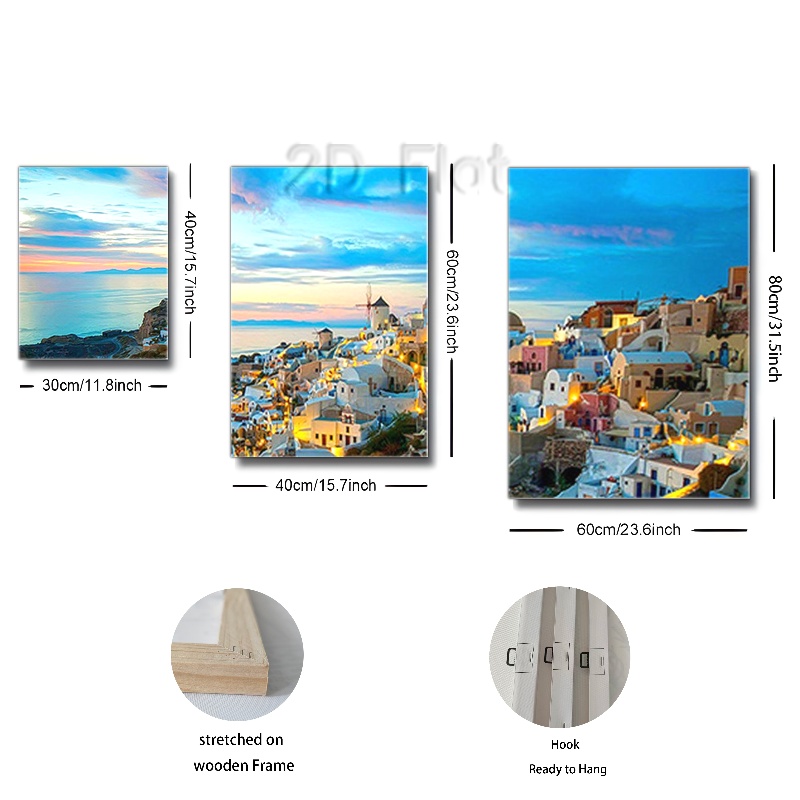 2D Flat
40cm/15.7inch
30cm/11.8inch
60cm/23.6inch
40cm/15.7inch
80cm/31.5inch
60cm/23.6inch
stretched on
wooden Frame
Hook
Ready to Hang